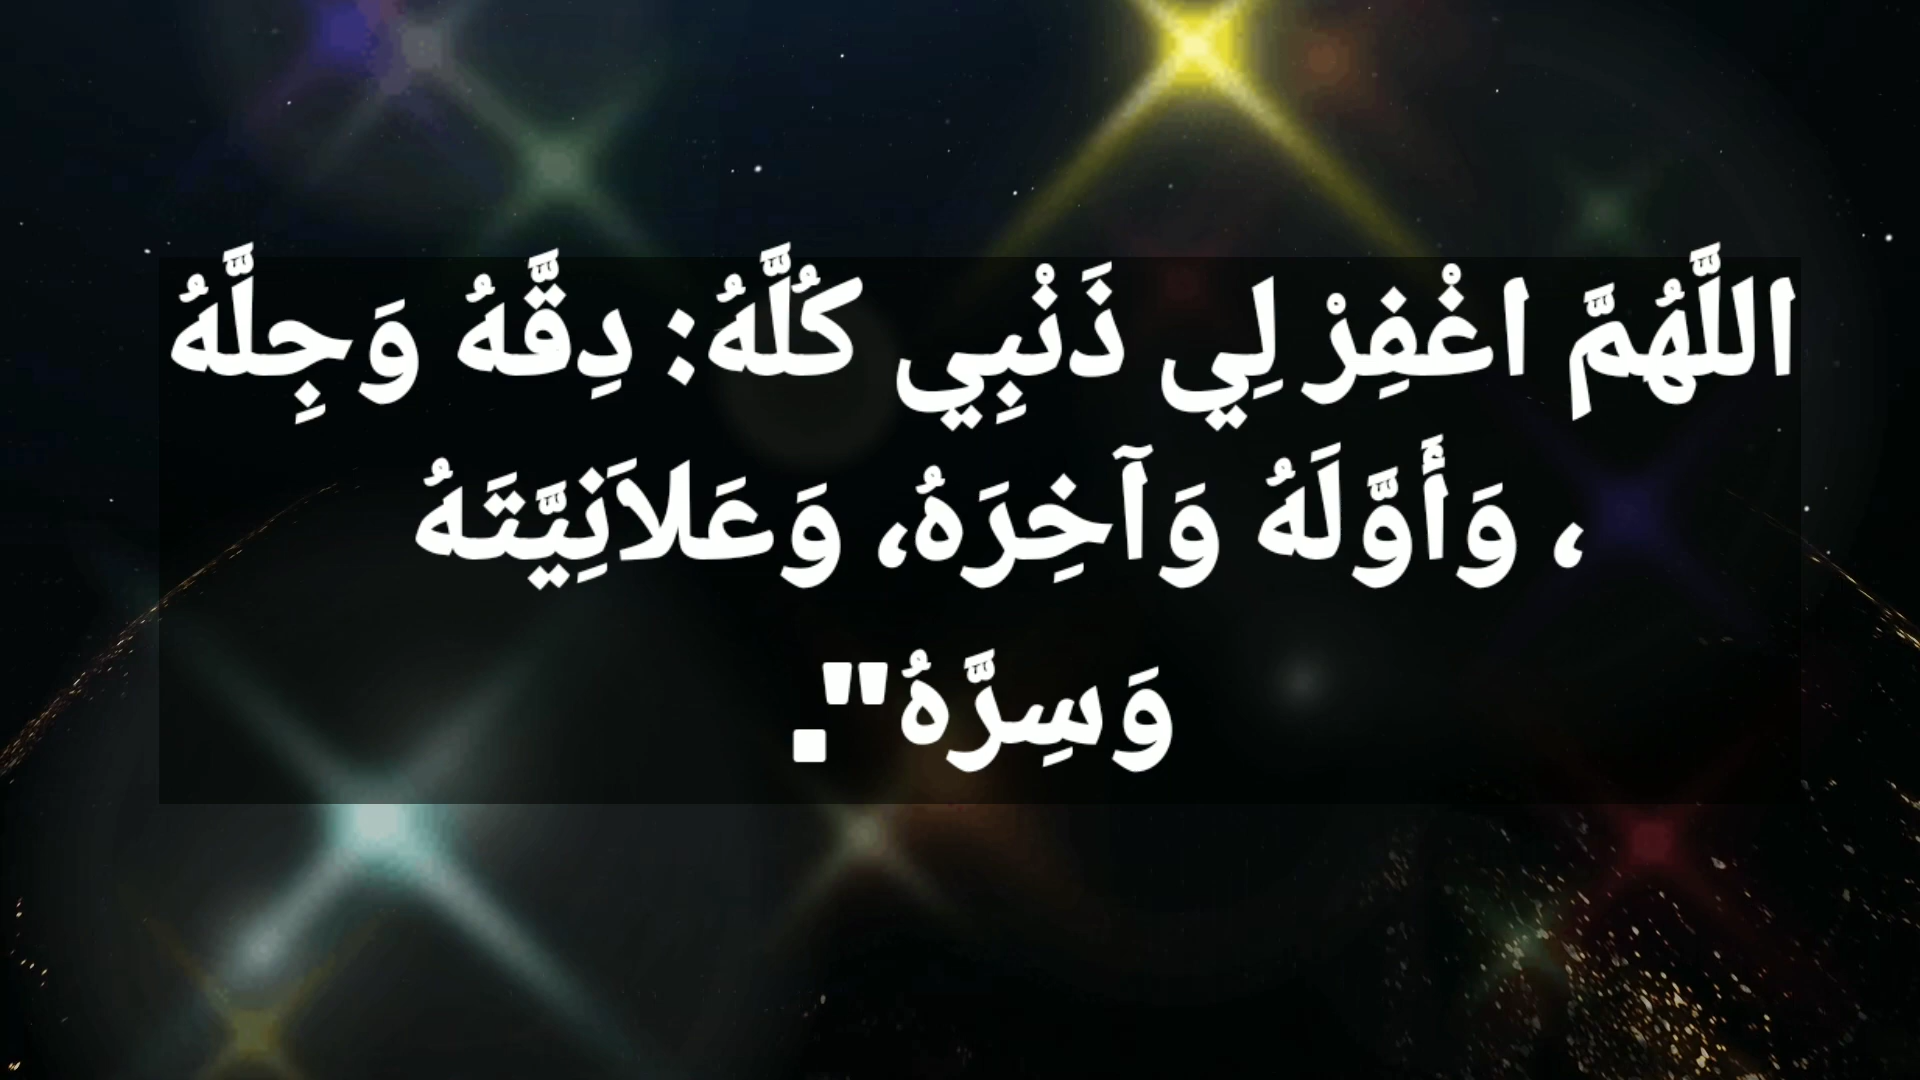 اللَّهُمَّ اغْفِرْ لِي ذَنْبِي كُلَّهُ: دِقَّهُ وَجِلَّهُ
، وَأَوَّلَهُ وَآخِرَهُ، وَعَلاَنِيَّتَهُ
وَسِرَّهُ".